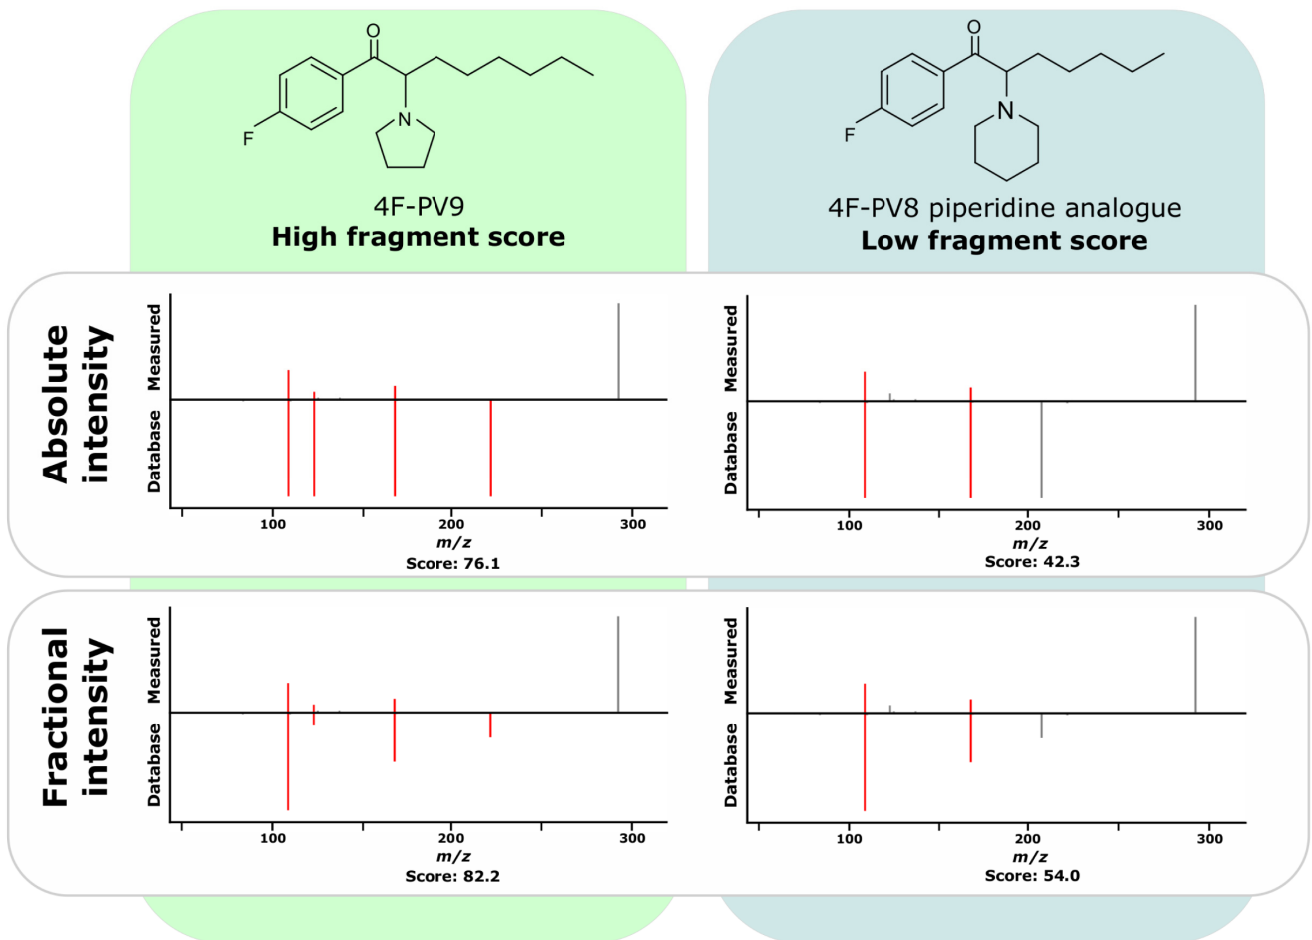 O
F
N
4F-PV9
High fragment score
O
F
N
4F-PV8 piperidine analogue
Low fragment score
Absolute
intensity
Measured
Database
100
200
300
m/z
Score: 76.1
Measured
Database
100
200
300
m/z
Score: 42.3
Fractional
intensity
Measured
Database
100
200
300
m/z
Score: 82.2
Measured
Database
100
200
300
m/z
Score: 54.0